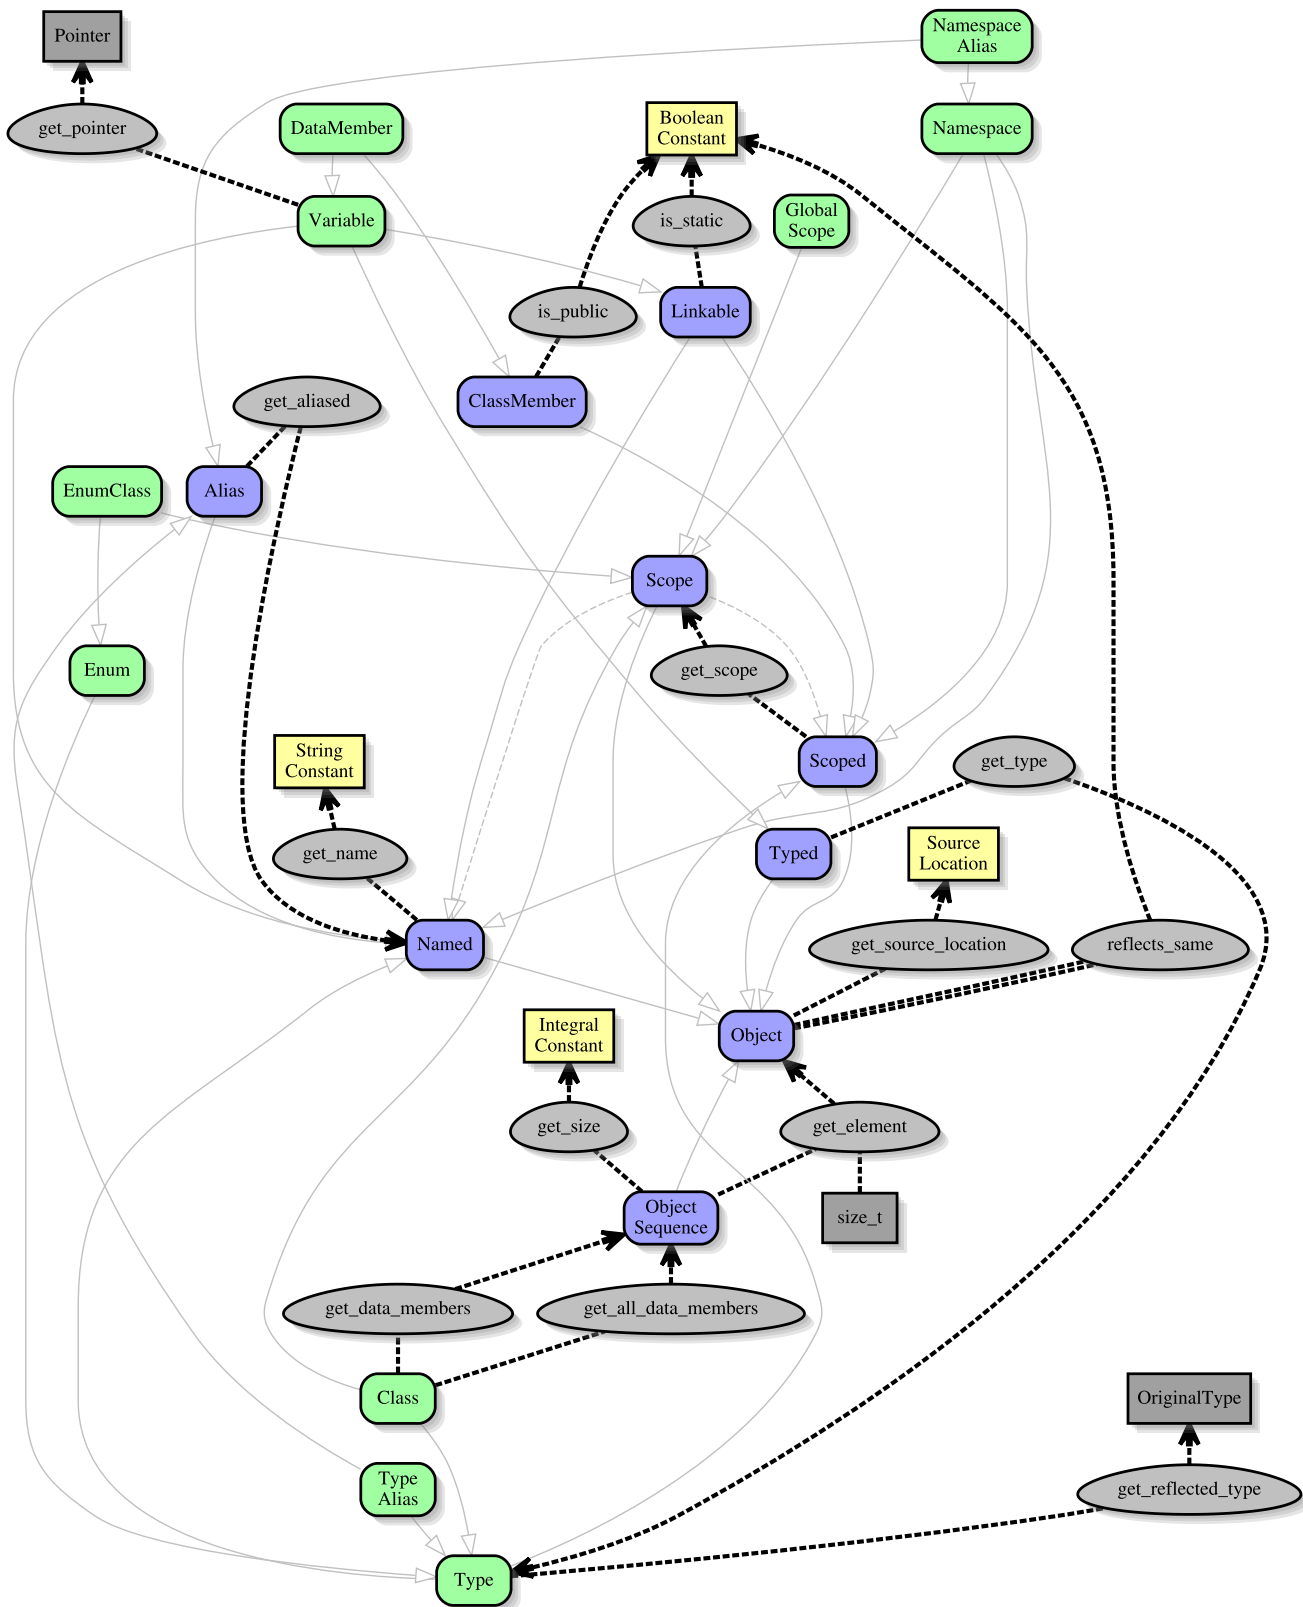 Pointer
Namespace
Alias
get_pointer
DataMember
Boolean
Constant
Namespace
Variable
is_static
Global
Scope
is_public
Linkable
get_aliased
ClassMember
EnumClass
Alias
Scope
Enum
get_scope
String
Constant
Scoped
get_type
get_name
Typed
Source
Location
Named
get_source_location
reflects_same
Integral
Constant
Object
get_size
get_element
Object
Sequence
size_t
get_data_members
get_all_data_members
Class
OriginalType
Type
Alias
get_reflected_type
Type